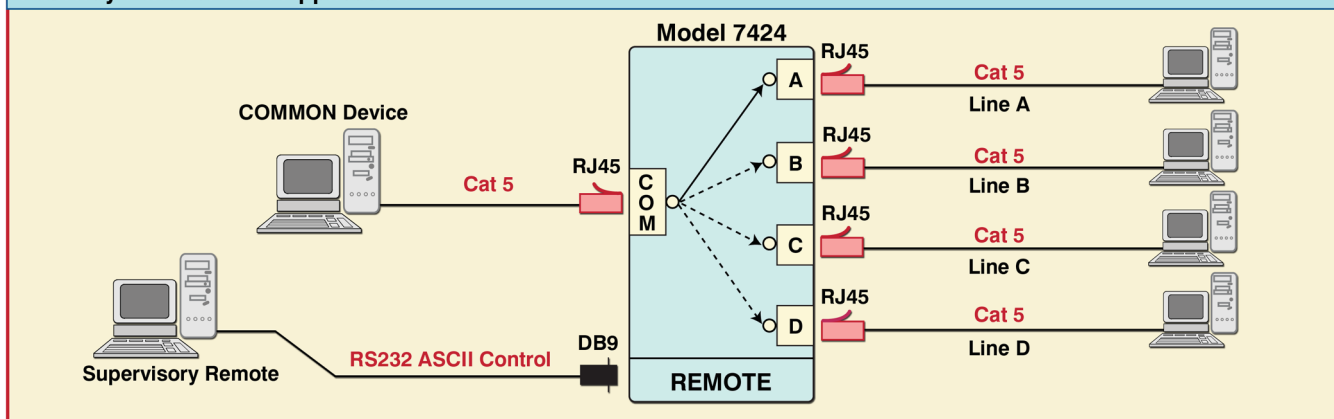 Model 7424
COMMON Device
RJ45
Cat 5
COM
A
RJ45
Cat 5
Line A
B
RJ45
Cat 5
Line B
C
RJ45
Cat 5
Line C
D
RJ45
Cat 5
Line D
DB9
RS232 ASCII Control
Supervisory Remote
REMOTE